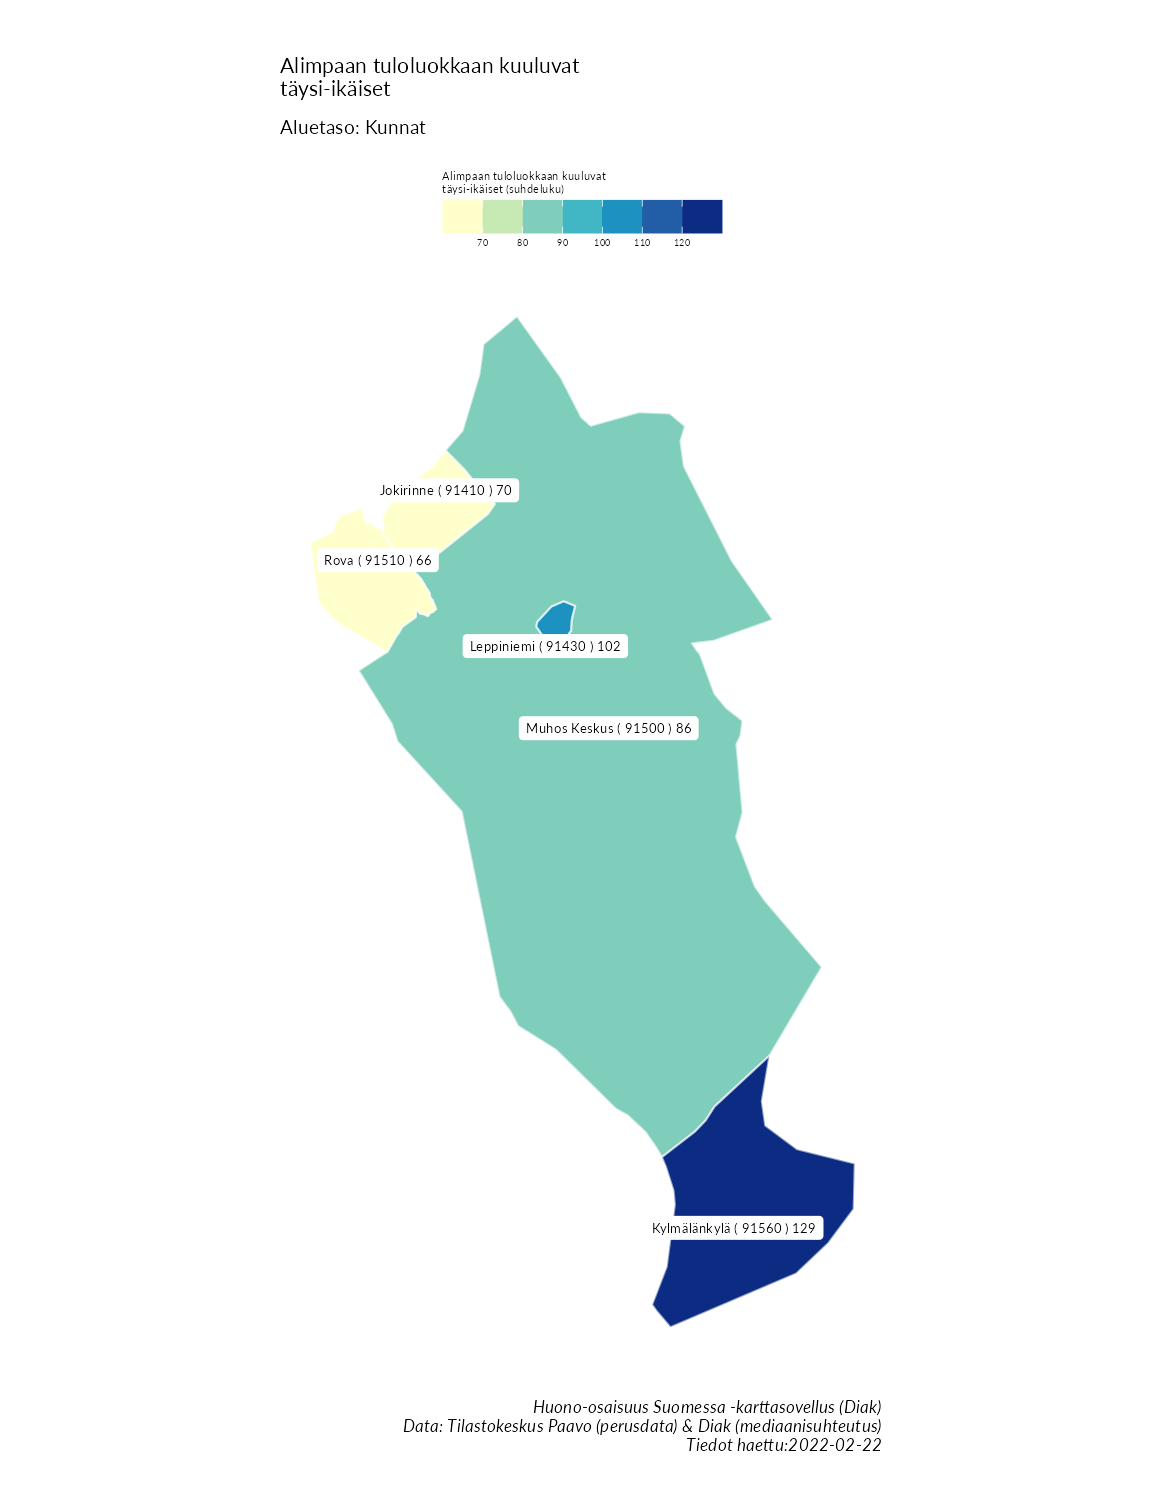 Alimpaan tuloluokkaan kuuluvat
täysi-ikäiset
Aluetaso: Kunnat
Alimpaan tuloluokkaan kuuluvat
täysi-ikäiset (suhdeluku)
70 80 90 100 110 120
Jokirinne ( 91410 ) 70
Rova ( 91510 ) 66
Leppiniemi ( 91430 ) 102
Muhos Keskus ( 91500 ) 86
Kylmälänkylä ( 91560 ) 129
Huono-osaisuus Suomessa -karttasovellus (Diak)
Data: Tilastokeskus Paavo (perusdata) & Diak (mediaanisuhteutus)
Tiedot haettu:2022-02-22